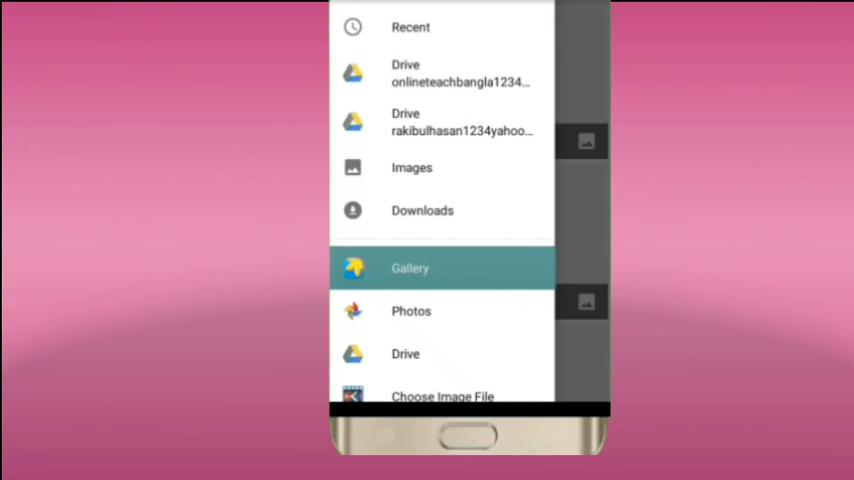 Recent
Drive
onlineteachbangla1234...
Drive
rakibulhasan1234yahoo...
Images
Downloads
Gallery
Photos
Drive
Choose Image File